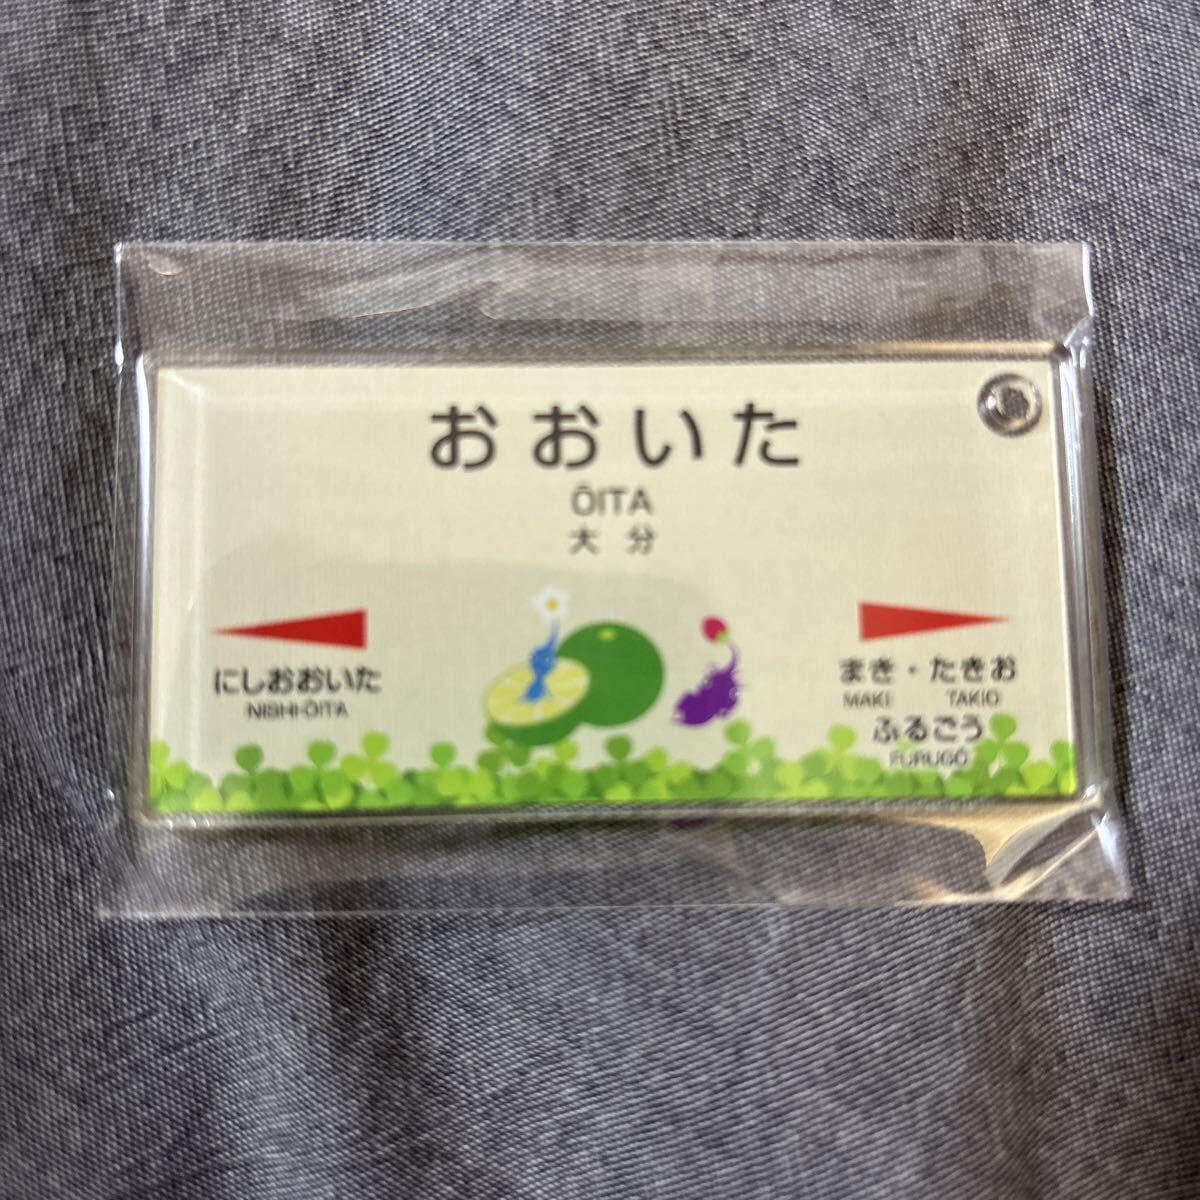 おおいた
ŌITA
大分
にしおおいた
NISHI-ŌITA
まき・たきお
MAKI TAKIO
ふるごう
FURUGŌ